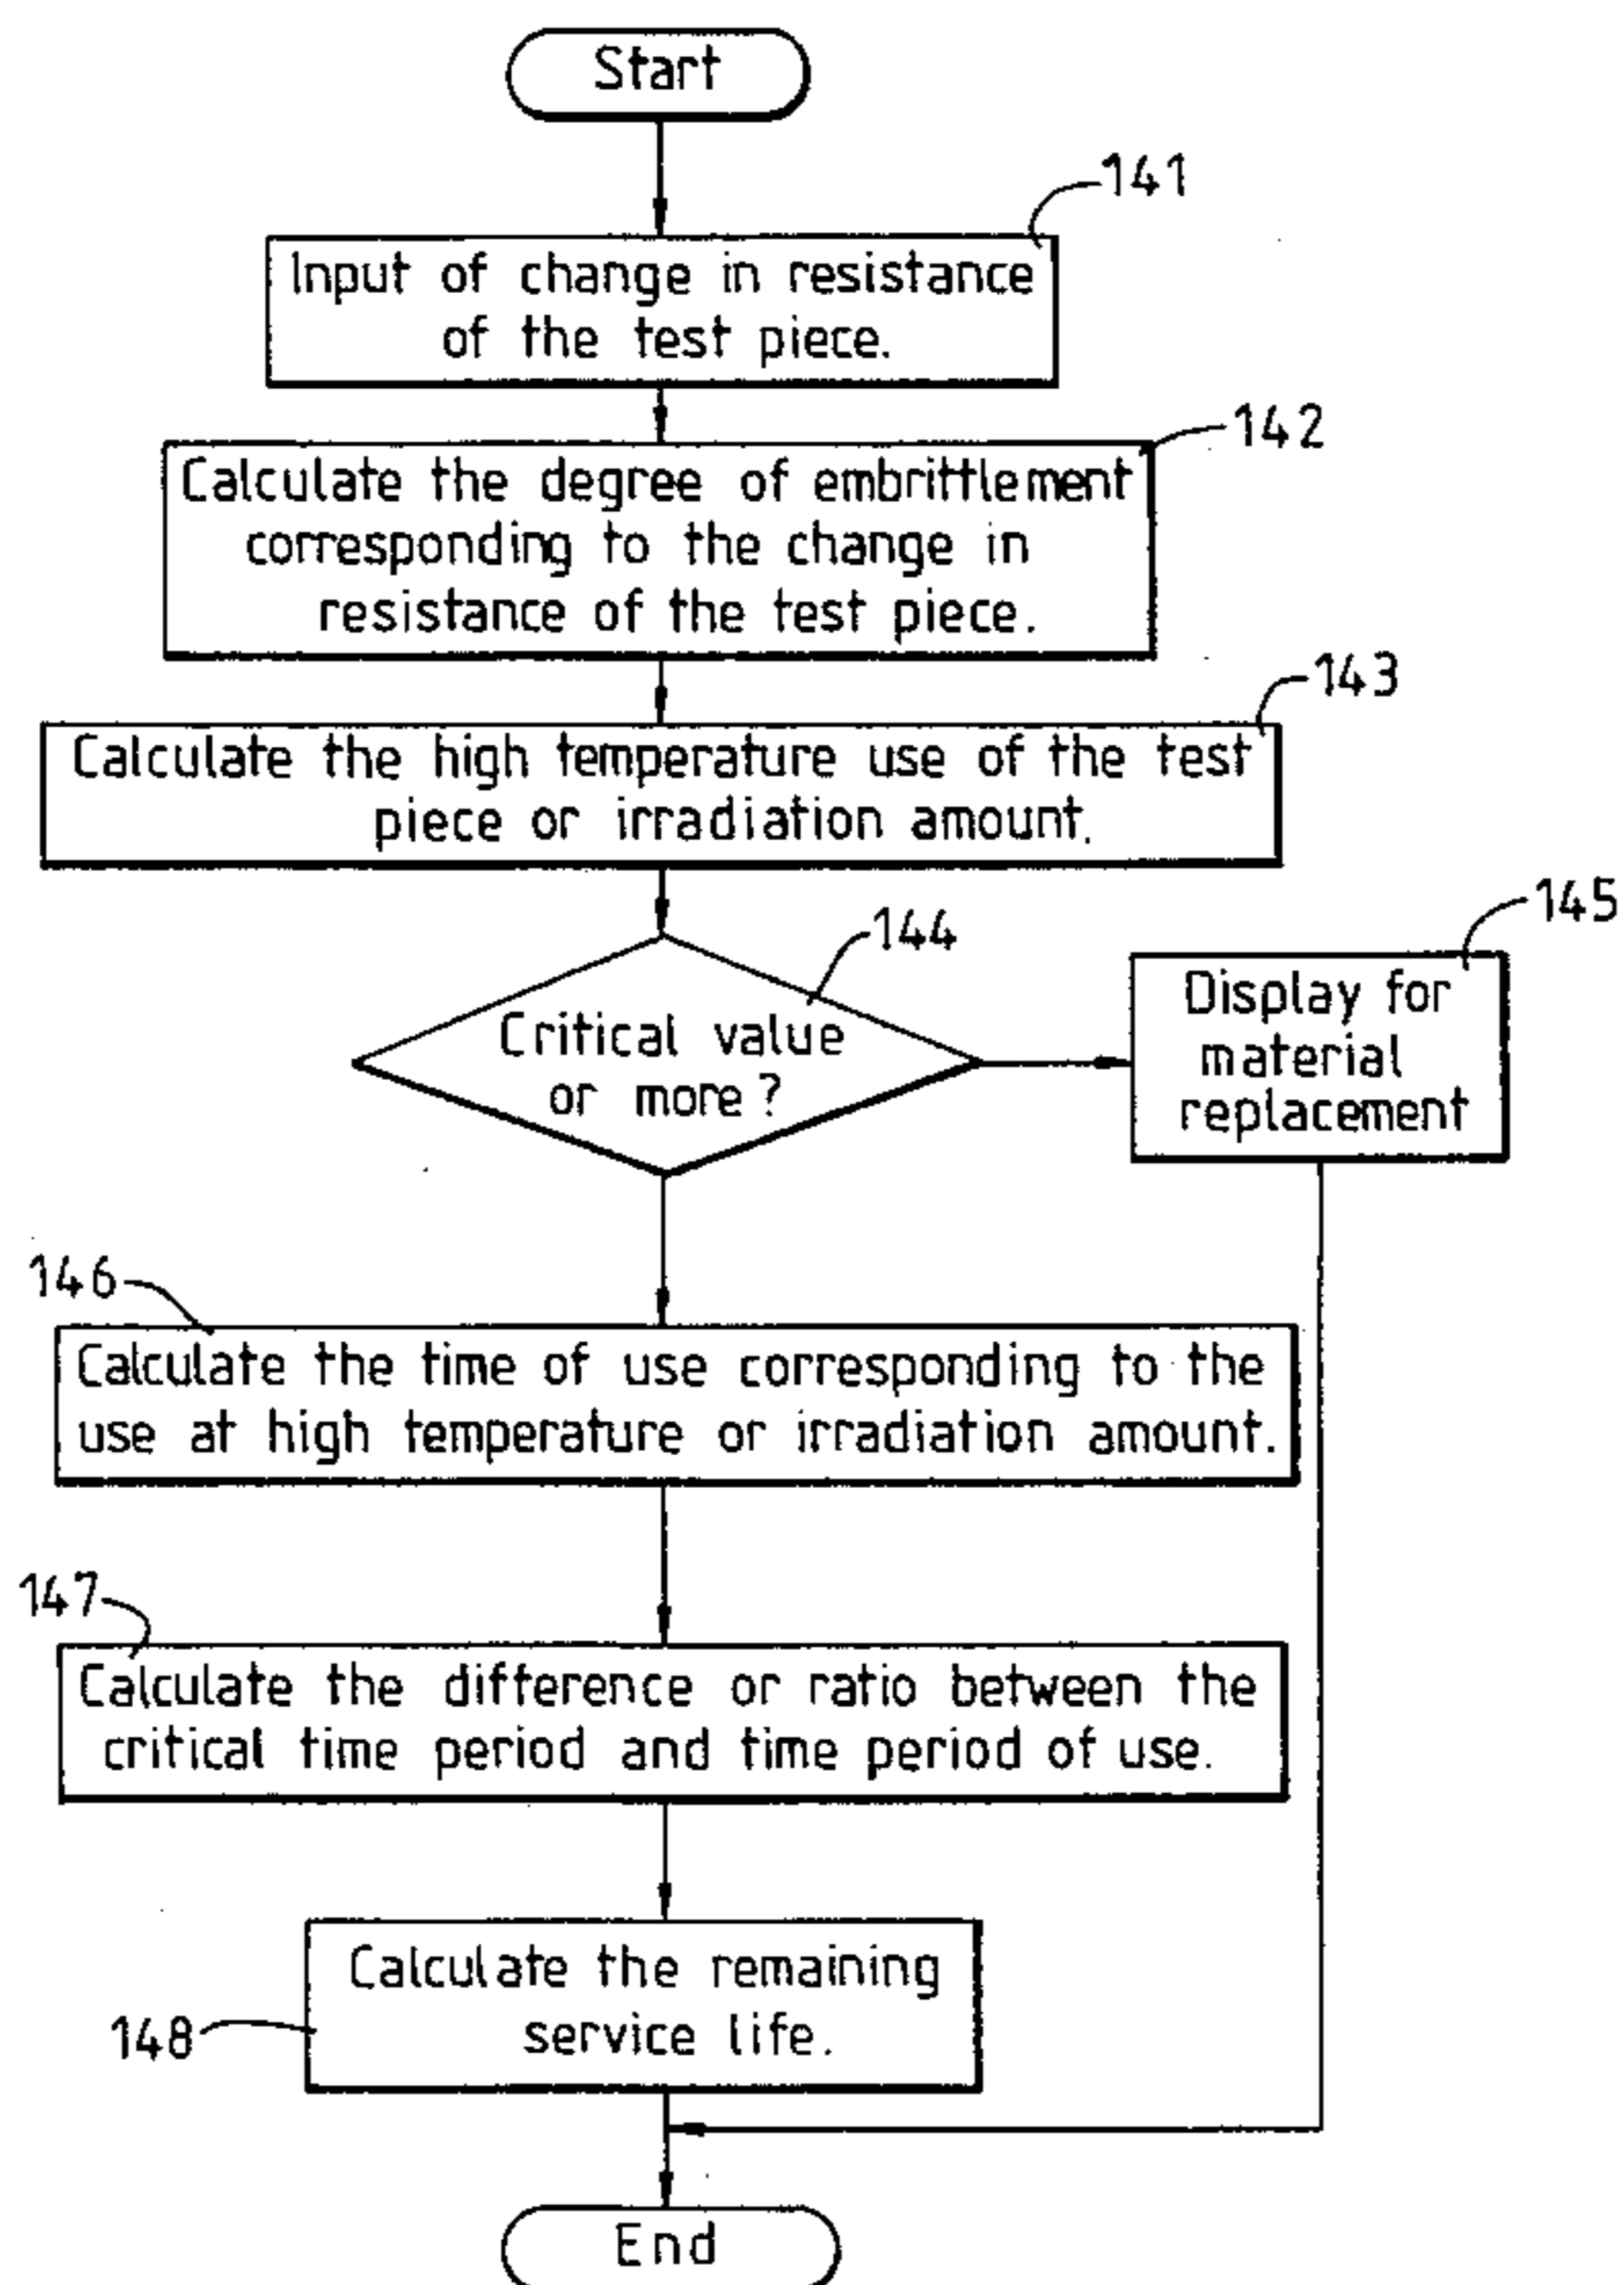 Start
141
Input of change in resistance
of the test piece.
142
Calculate the degree of embrittlement
corresponding to the change in
resistance of the test piece.
143
Calculate the high temperature use of the test
piece or irradiation amount.
144
Critical value
or more?
145
Display for
material
replacement
146
Calculate the time of use corresponding to the
use at high temperature or irradiation amount.
147
Calculate the difference or ratio between the
critical time period and time period of use.
148
Calculate the remaining
service life.
End